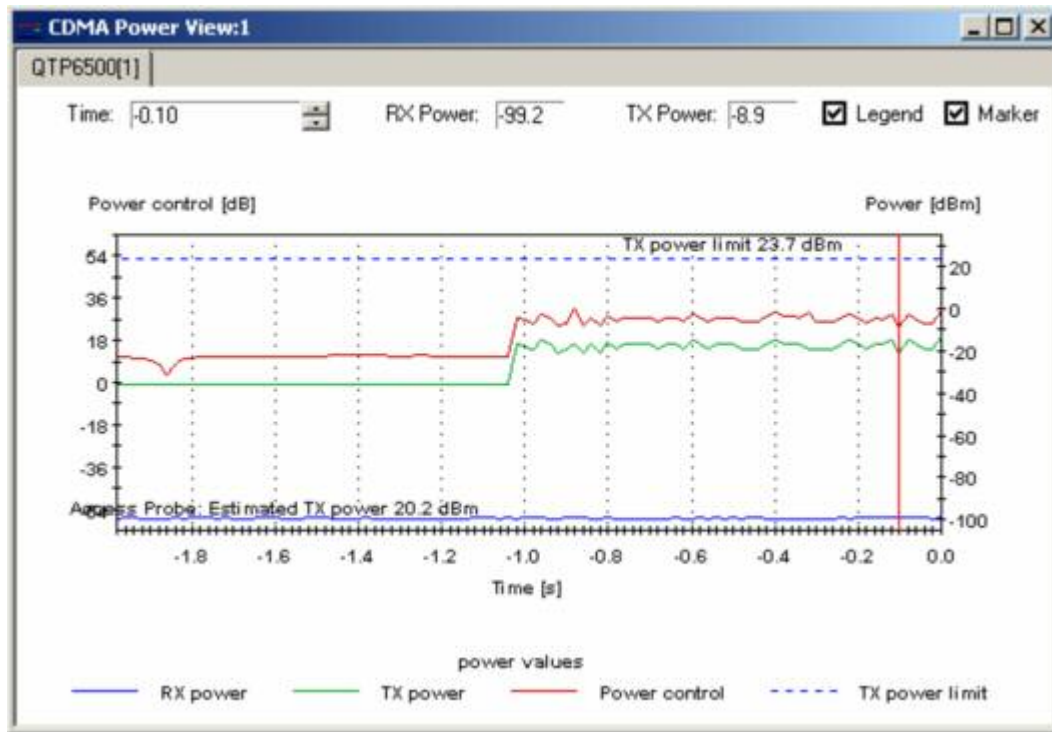 CDMA Power View:1
QTP6500[1]
Time: -0.10 RX Power: -99.2 TX Power: -8.9 Legend Marker
Power control [dB] Power [dBm]
TX power limit 23.7 dBm
54 20
36 0
18 -20
0 -40
-18 -60
-36 -80
-54 -100
Access Probe: Estimated TX power 20.2 dBm
-1.8 -1.6 -1.4 -1.2 -1.0 -0.8 -0.6 -0.4 -0.2 0.0
Time [s]
power values
RX power TX power Power control TX power limit